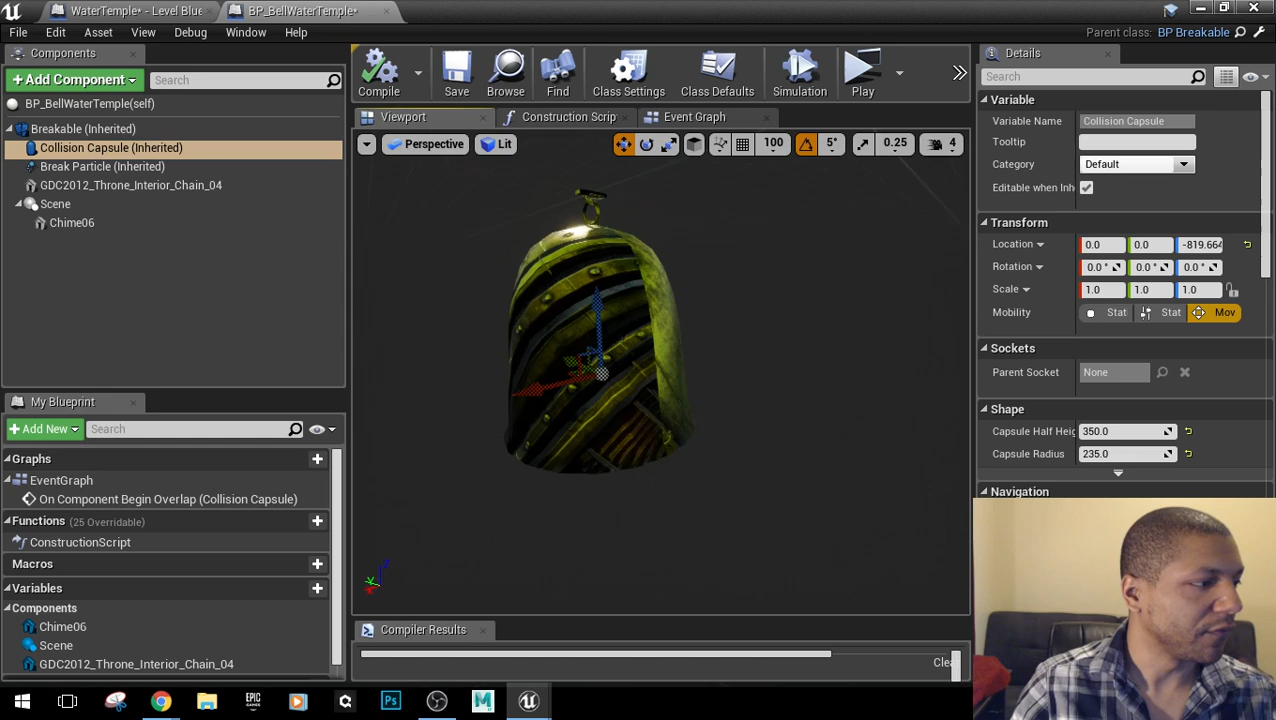 WaterTemple* - Level Blue
BP_BellWaterTemple*
File Edit Asset View Debug Window Help
Parent class: BP Breakable
Components
Details
+ Add Component
Search
Compile
Save
Browse
Find
Class Settings
Class Defaults
Simulation
Play
Search
BP_BellWaterTemple(self)
Breakable (Inherited)
Collision Capsule (Inherited)
Break Particle (Inherited)
GDC2012_Throne_Interior_Chain_04
Scene
Chime06
Viewport
Construction Scrip
Event Graph
Perspective
Lit
100
5°
0.25
4
Variable
Variable Name Collision Capsule
Tooltip
Category Default
Editable when Inh
Transform
Location 0.0 0.0 -819.664
Rotation 0.0 ° 0.0 ° 0.0 °
Scale 1.0 1.0 1.0
Mobility Stat Stat Mov
Sockets
Parent Socket None
Shape
Capsule Half Heig 350.0
Capsule Radius 235.0
Navigation
My Blueprint
+ Add New
Search
Graphs
EventGraph
On Component Begin Overlap (Collision Capsule)
Functions (25 Overridable)
ConstructionScript
Macros
Variables
Components
Chime06
Scene
GDC2012_Throne_Interior_Chain_04
Z
Compiler Results
Clea
EPIC
GAMES
Ps
M